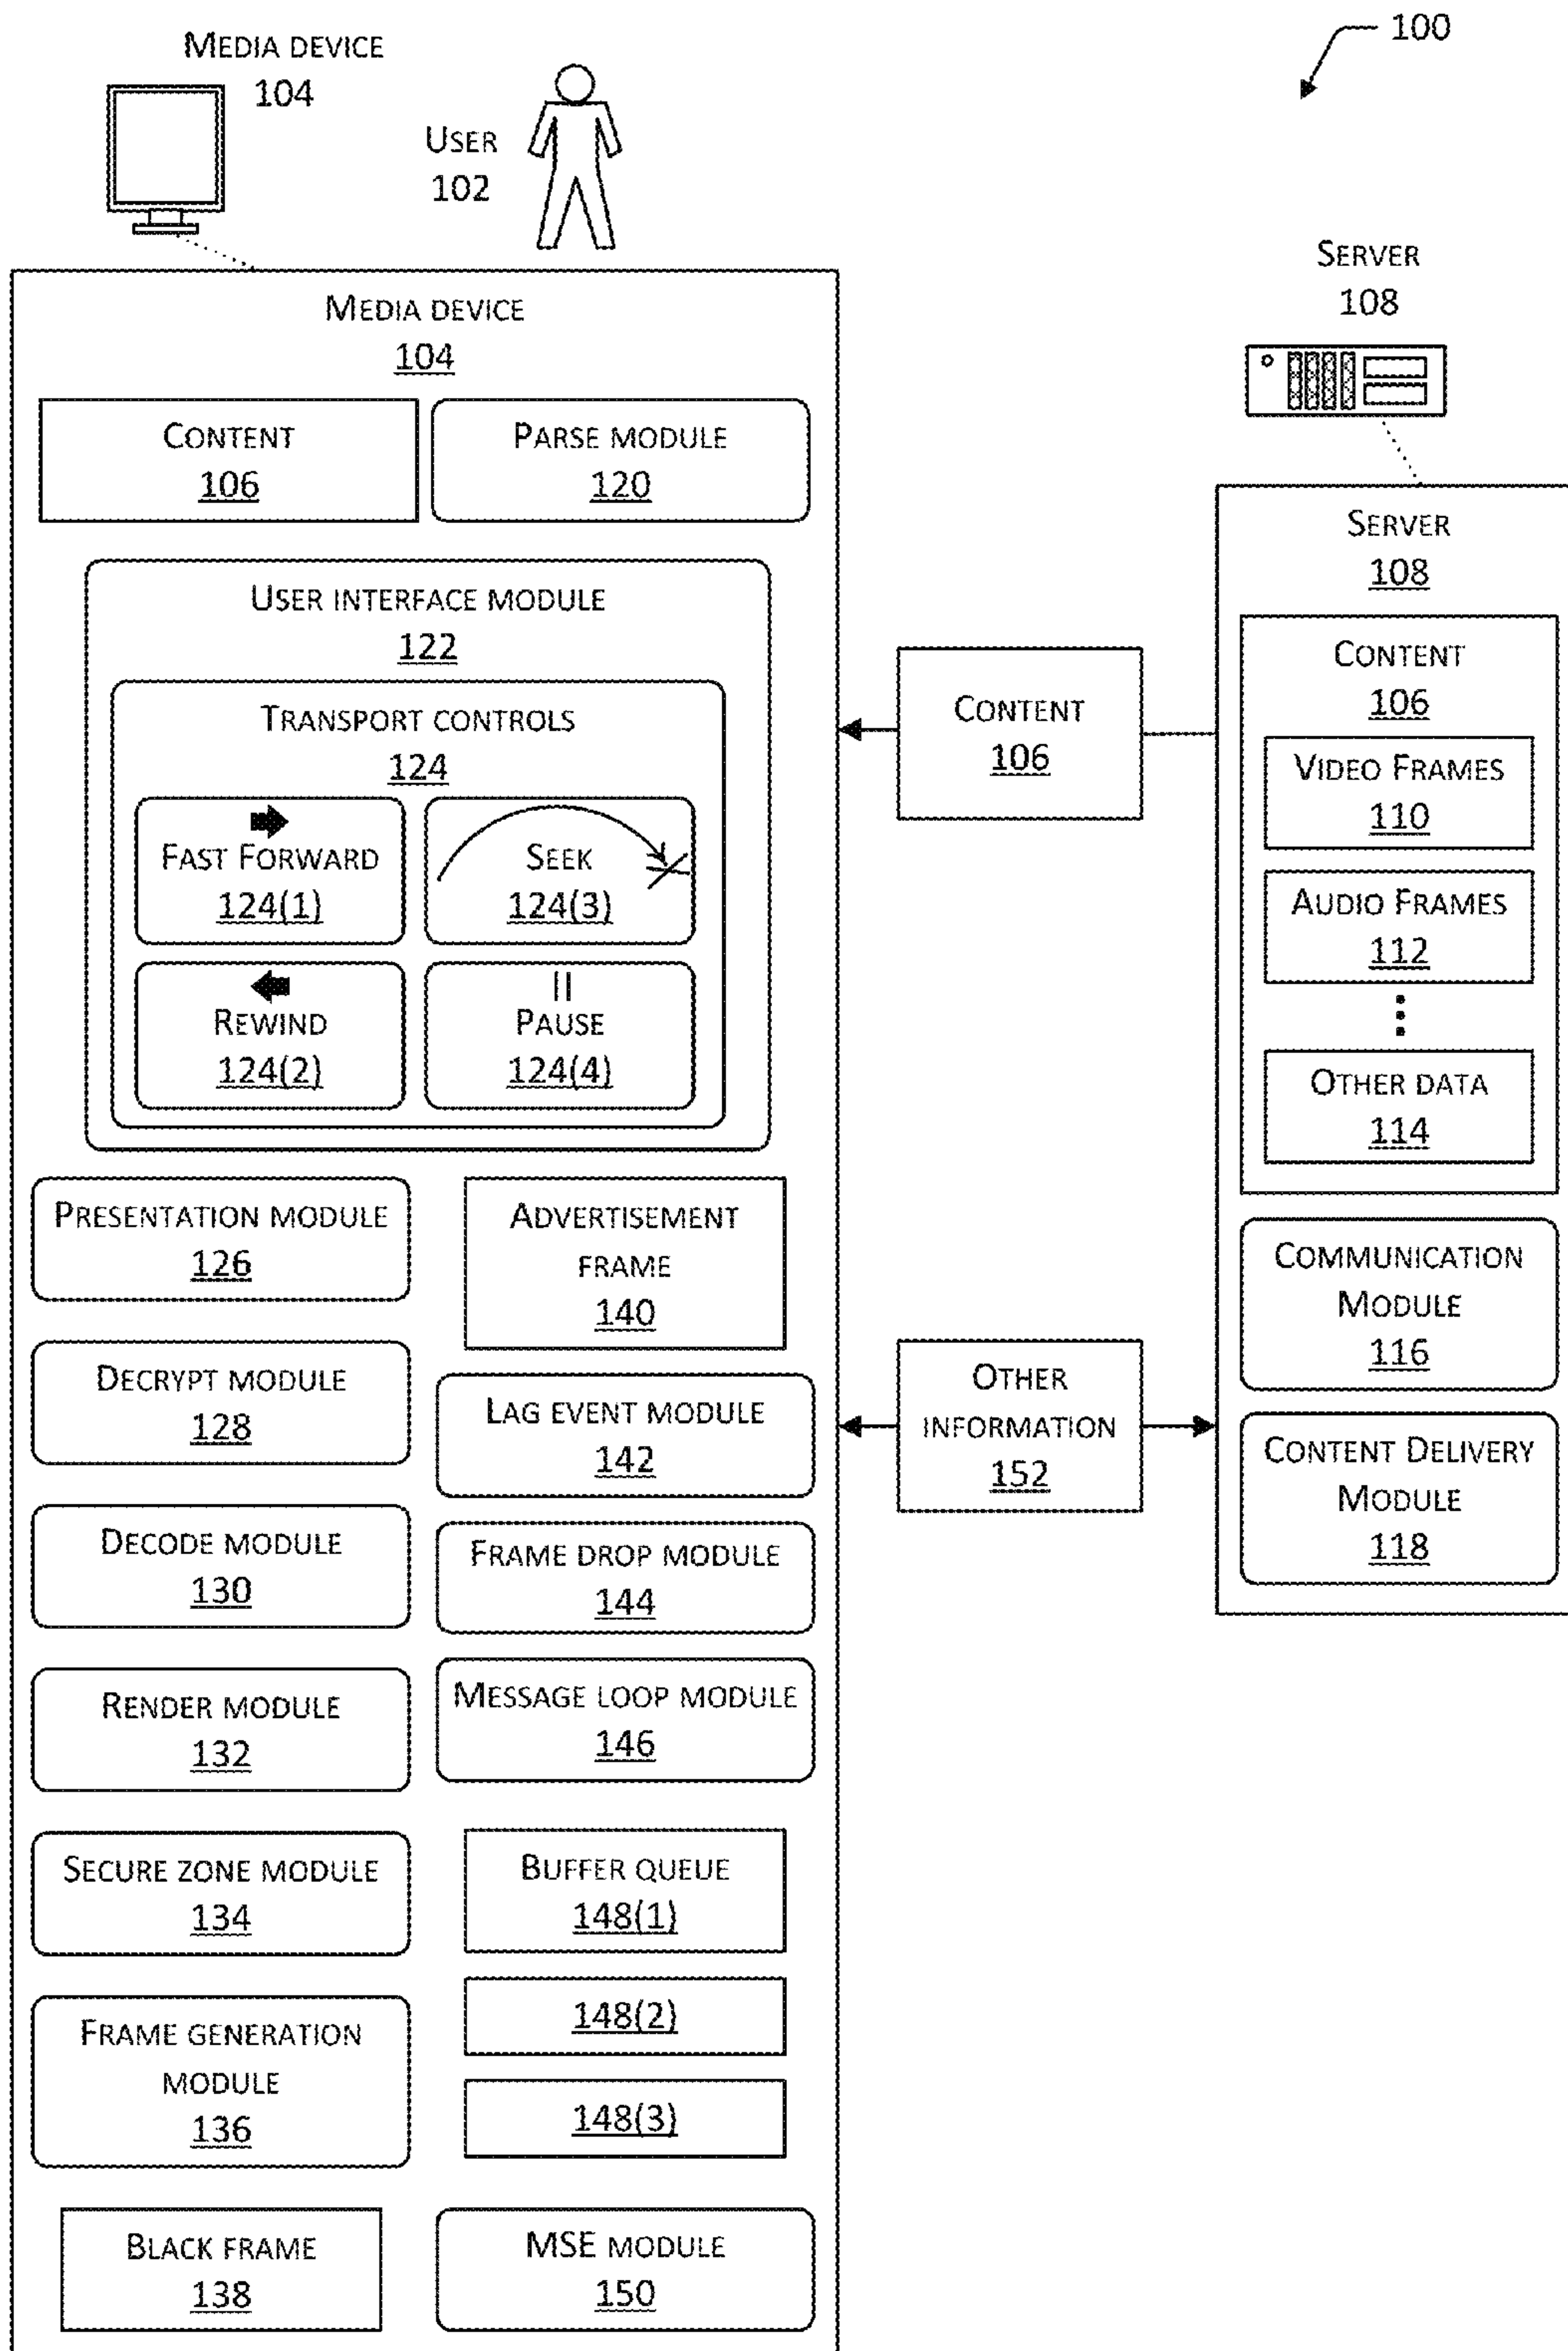 100
MEDIA DEVICE
104
USER
102
SERVER
108
MEDIA DEVICE
104
CONTENT
106
PARSE MODULE
120
USER INTERFACE MODULE
122
TRANSPORT CONTROLS
124
FAST FORWARD
124(1)
SEEK
124(3)
REWIND
124(2)
PAUSE
124(4)
PRESENTATION MODULE
126
DECRYPT MODULE
128
DECODE MODULE
130
RENDER MODULE
132
SECURE ZONE MODULE
134
FRAME GENERATION
MODULE
136
BLACK FRAME
138
ADVERTISEMENT
FRAME
140
LAG EVENT MODULE
142
FRAME DROP MODULE
144
MESSAGE LOOP MODULE
146
BUFFER QUEUE
148(1)
148(2)
148(3)
MSE MODULE
150
CONTENT
106
OTHER
INFORMATION
152
SERVER
108
CONTENT
106
VIDEO FRAMES
110
AUDIO FRAMES
112
OTHER DATA
114
COMMUNICATION
MODULE
116
CONTENT DELIVERY
MODULE
118